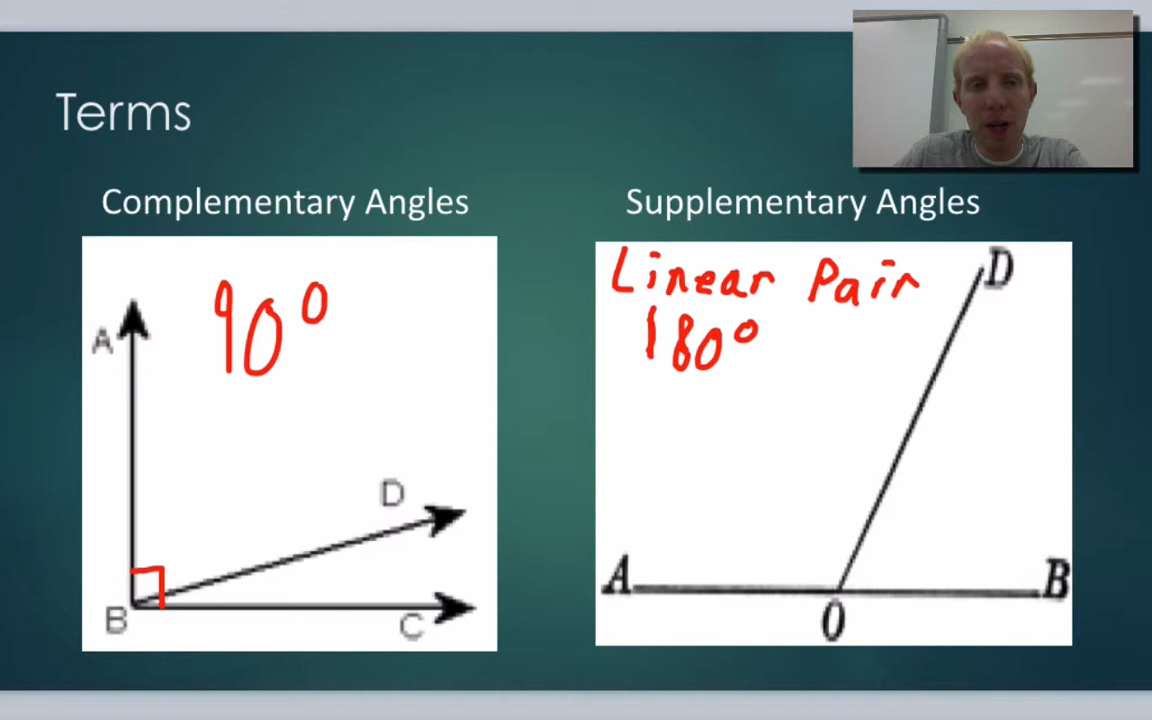 Terms
Complementary Angles
Supplementary Angles
90°
A
D
B
C
Linear Pair
180°
D
A
B
O